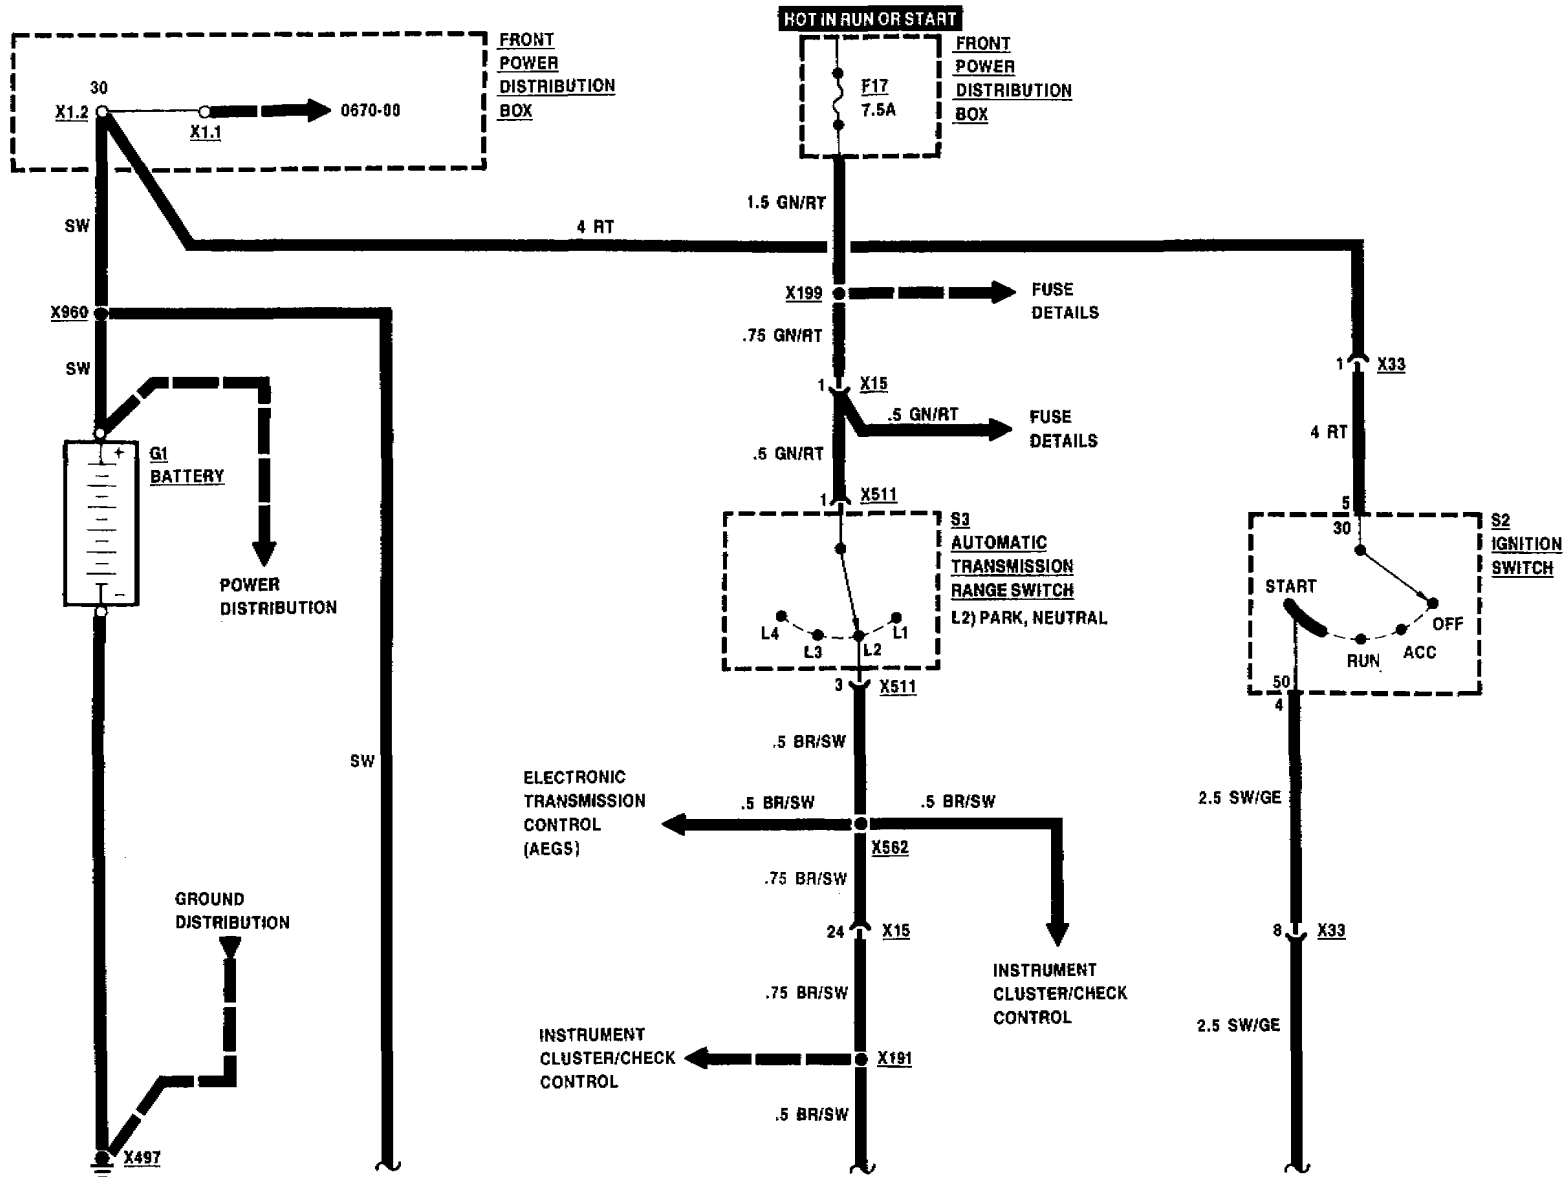 HOT IN RUN OR START
FRONT
POWER
DISTRIBUTION
BOX
30
X1.2
X1.1
0670-00
FRONT
POWER
DISTRIBUTION
BOX
F17
7.5A
SW
4 RT
1.5 GN/RT
X960
X199
FUSE
DETAILS
.75 GN/RT
SW
1
X15
1
X33
.5 GN/RT
FUSE
DETAILS
.5 GN/RT
4 RT
+
G1
BATTERY
-
1
X511
5
30
S3
AUTOMATIC
TRANSMISSION
RANGE SWITCH
L2) PARK, NEUTRAL
S2
IGNITION
SWITCH
START
OFF
ACC
RUN
L4
L3
L2
L1
POWER
DISTRIBUTION
3
X511
50
4
SW
.5 BR/SW
2.5 SW/GE
ELECTRONIC
TRANSMISSION
CONTROL
(AEGS)
.5 BR/SW
.5 BR/SW
X562
.75 BR/SW
GROUND
DISTRIBUTION
24
X15
8
X33
.75 BR/SW
INSTRUMENT
CLUSTER/CHECK
CONTROL
2.5 SW/GE
INSTRUMENT
CLUSTER/CHECK
CONTROL
X191
.5 BR/SW
X497